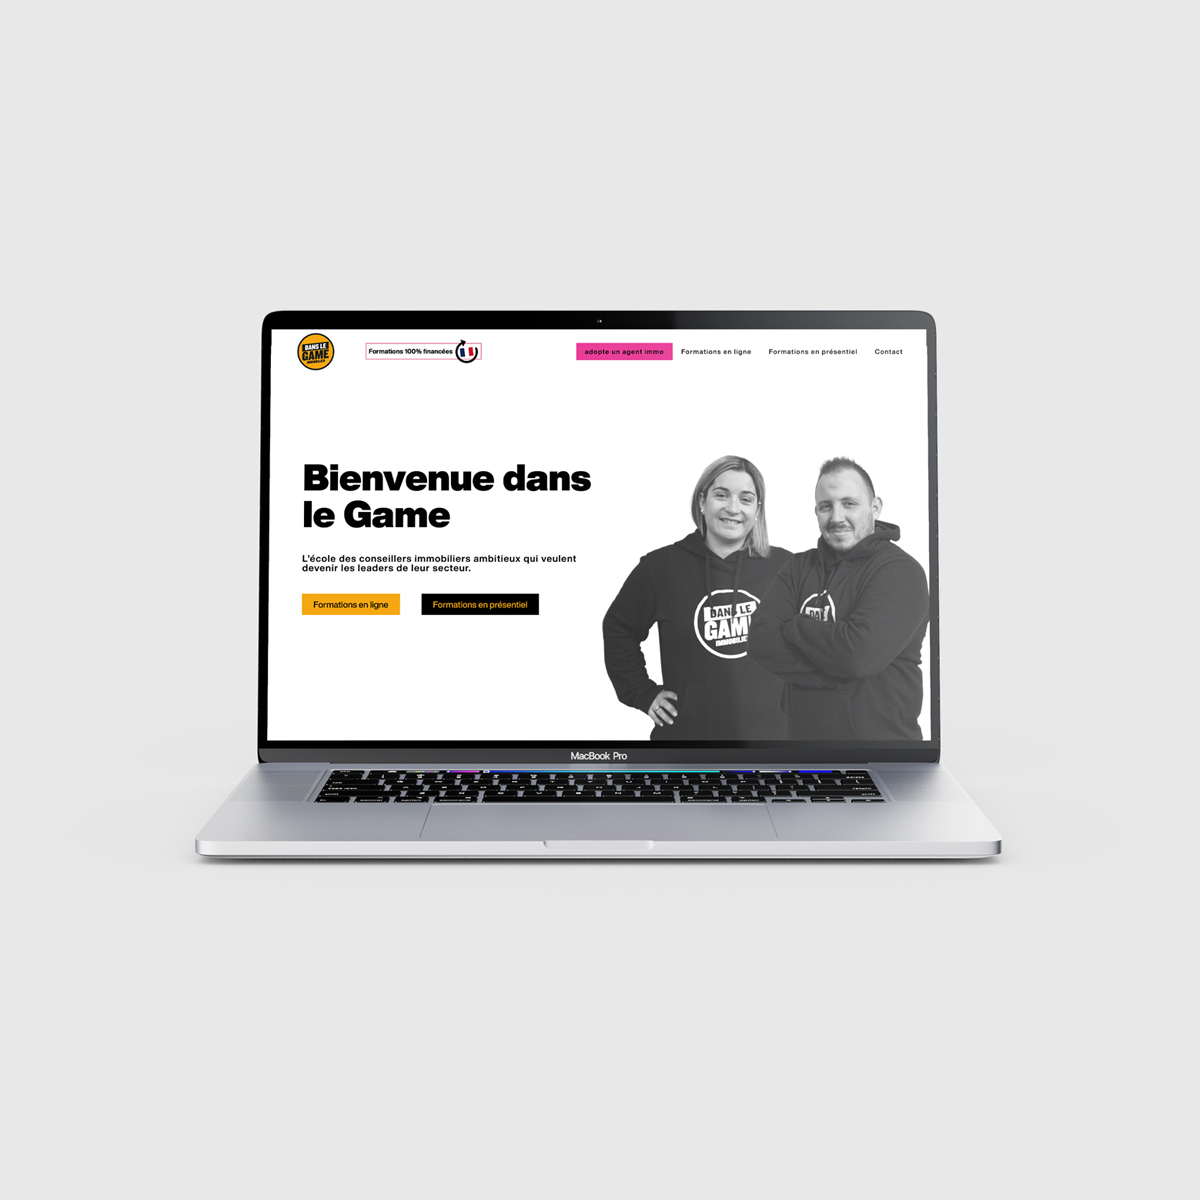 DANS LE
GAME
IMMOBILIER
Formations 100% financées
adopte un agent immo
Formations en ligne
Formations en présentiel
Contact
Bienvenue dans
le Game
L'école des conseillers immobiliers ambitieux qui veulent
devenir les leaders de leur secteur.
Formations en ligne
Formations en présentiel
DANS LE
GAM
IMMOBILIE
MacBook Pro